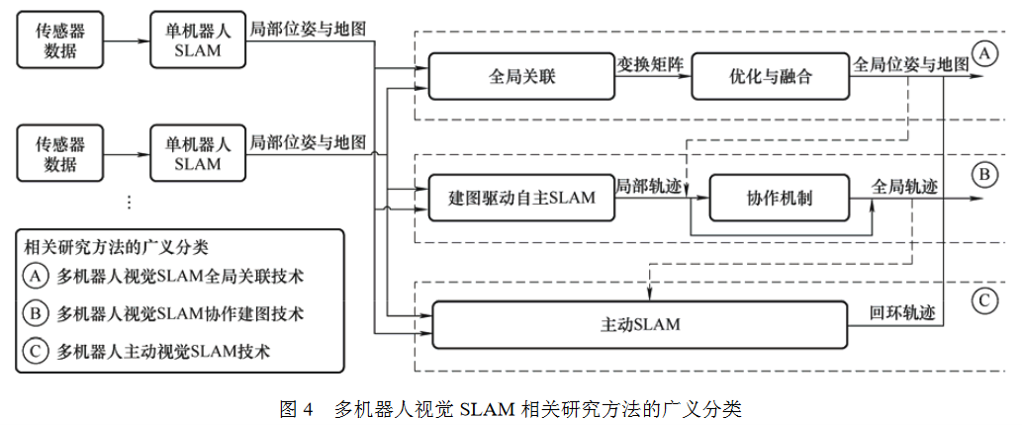 传感器
数据
单机器人
SLAM
局部位姿与地图
全局关联
变换矩阵
优化与融合
全局位姿与地图
A
传感器
数据
单机器人
SLAM
局部位姿与地图
建图驱动自主SLAM
局部轨迹
协作机制
全局轨迹
B
⋮
相关研究方法的广义分类
A 多机器人视觉SLAM全局关联技术
B 多机器人视觉SLAM协作建图技术
C 多机器人主动视觉SLAM技术
主动SLAM
回环轨迹
C
图 4 多机器人视觉 SLAM 相关研究方法的广义分类